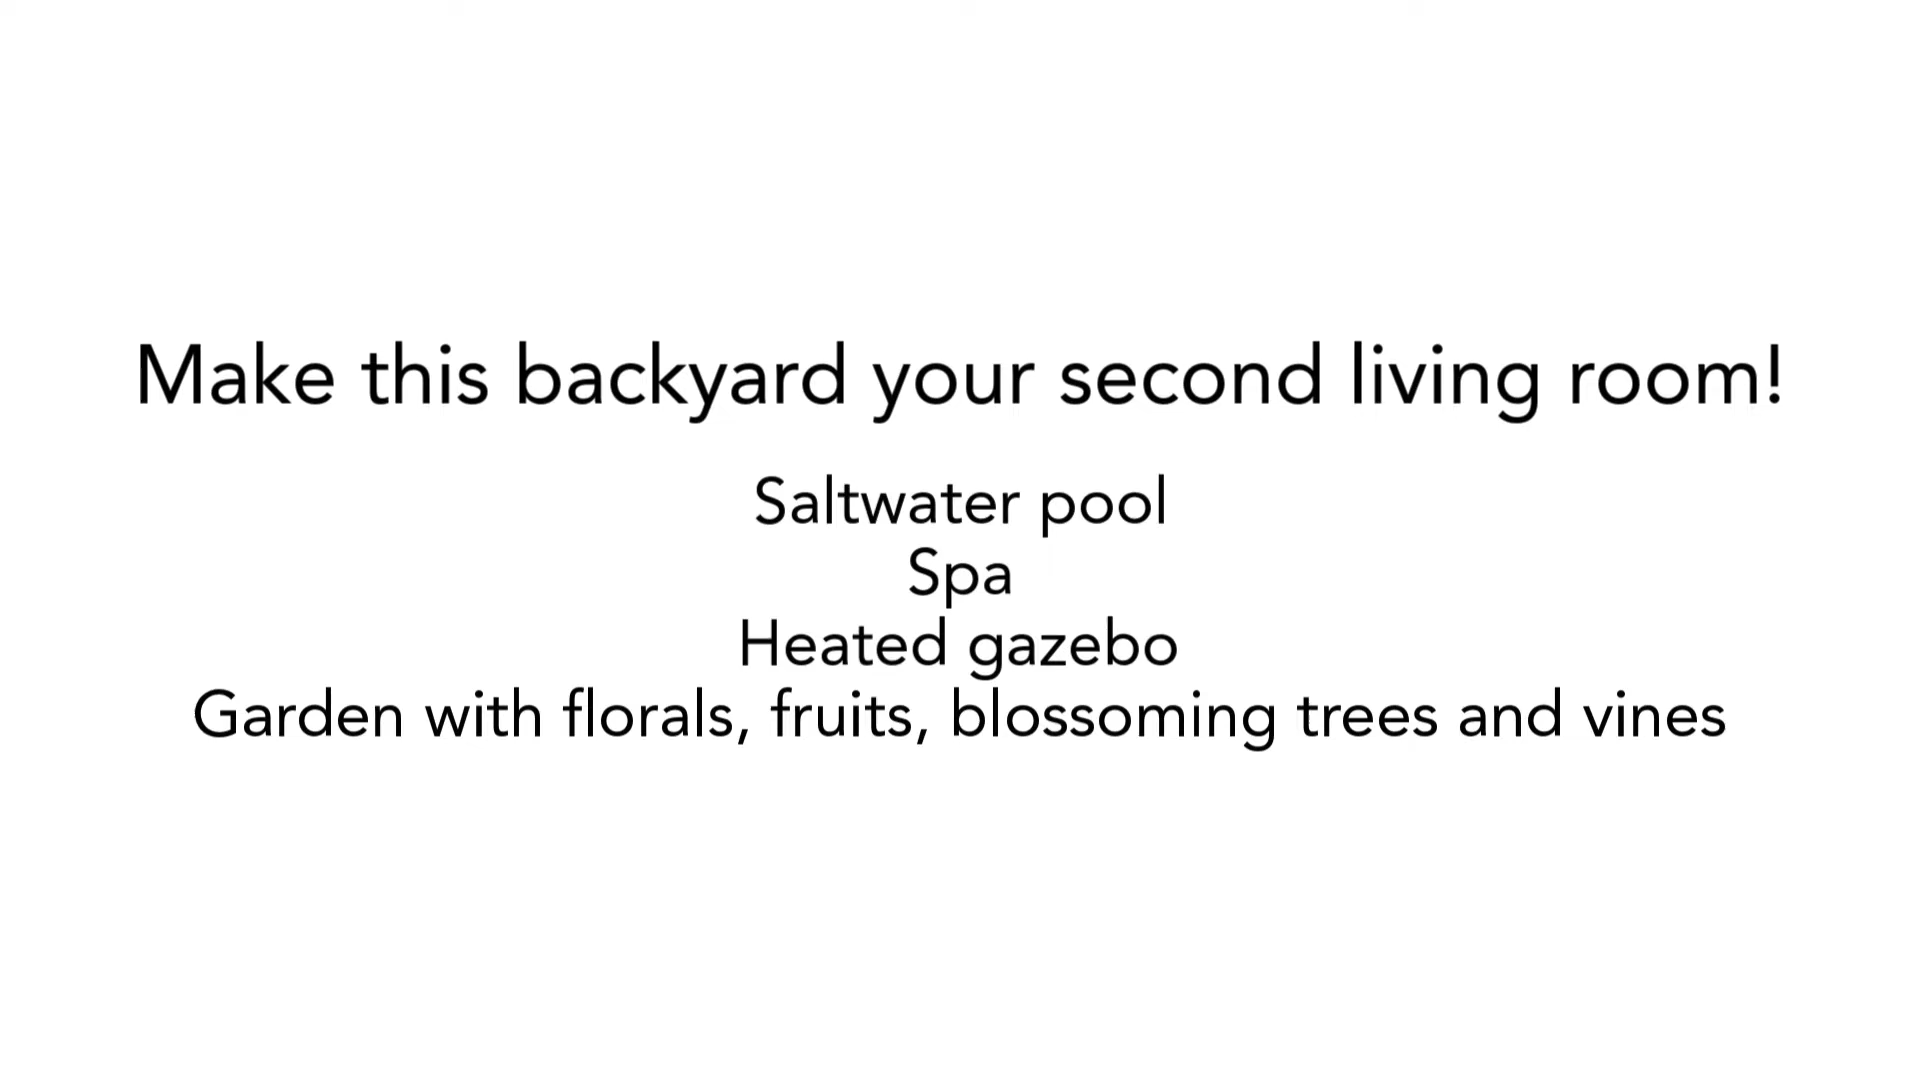 Make this backyard your second living room!
Saltwater pool
Spa
Heated gazebo
Garden with florals, fruits, blossoming trees and vines